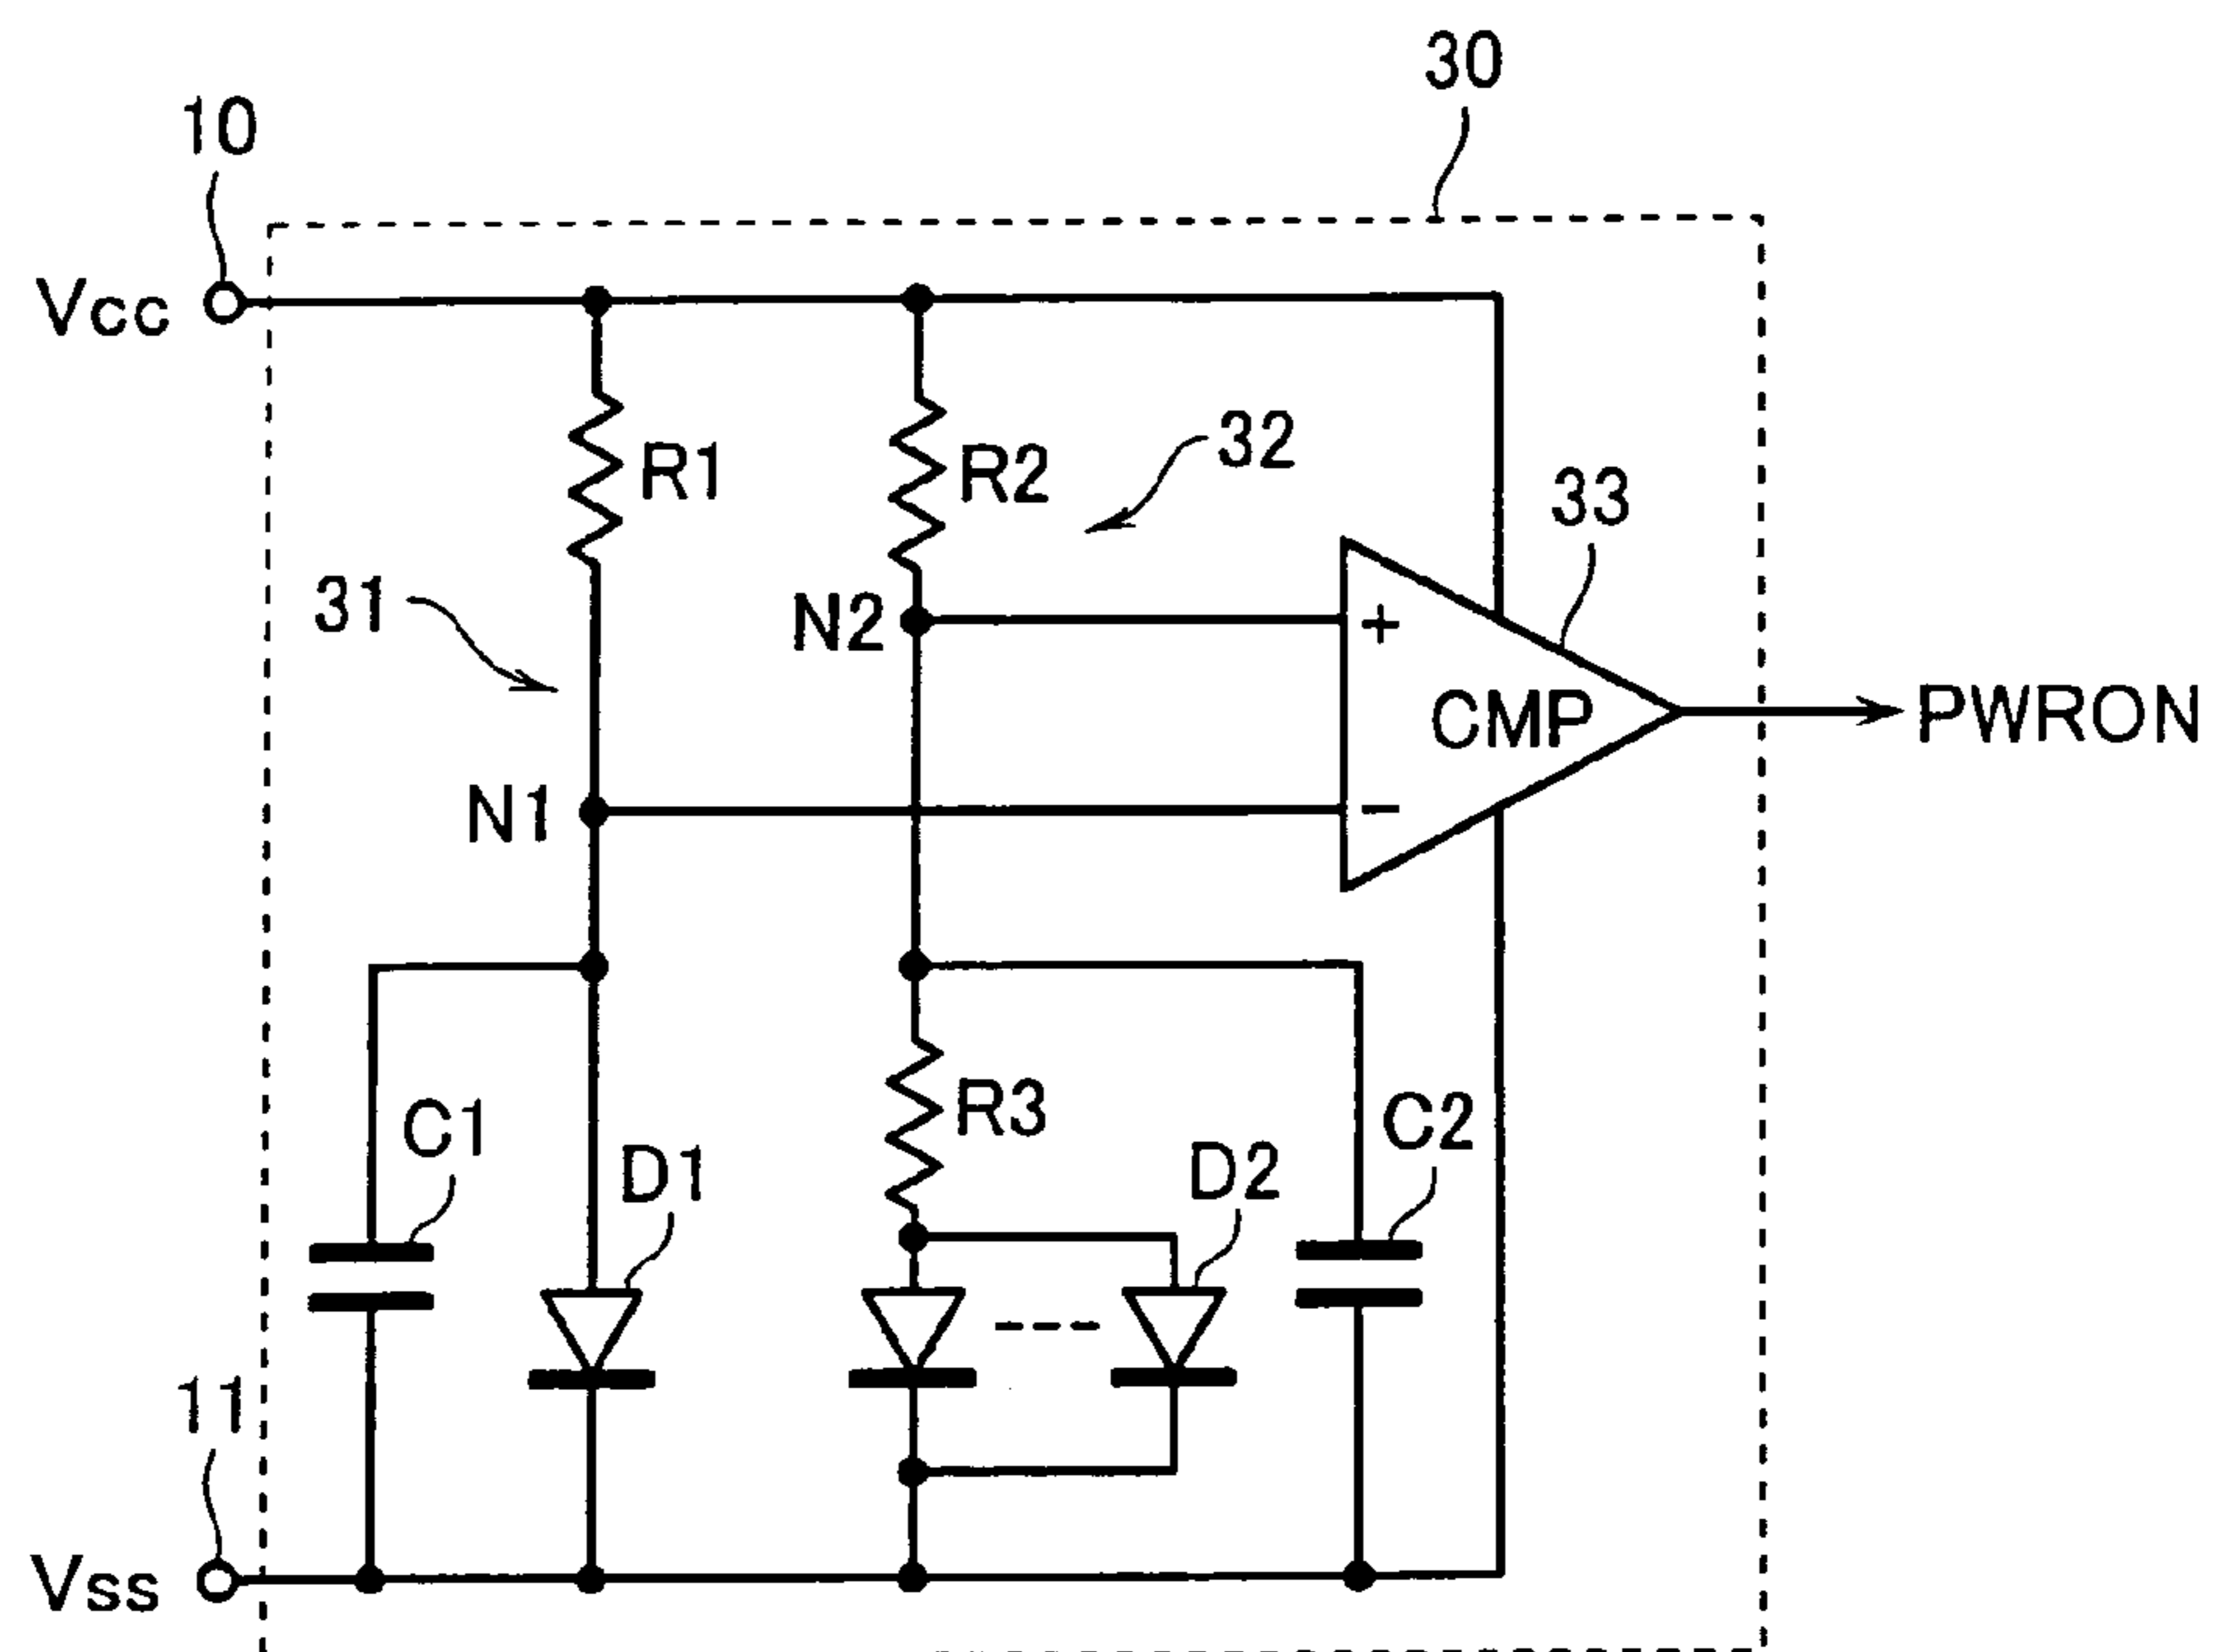 30
10
Vcc
R1
R2
32
33
31
N2
+
CMP
PWRON
N1
−
C1
D1
R3
D2
C2
11
Vss